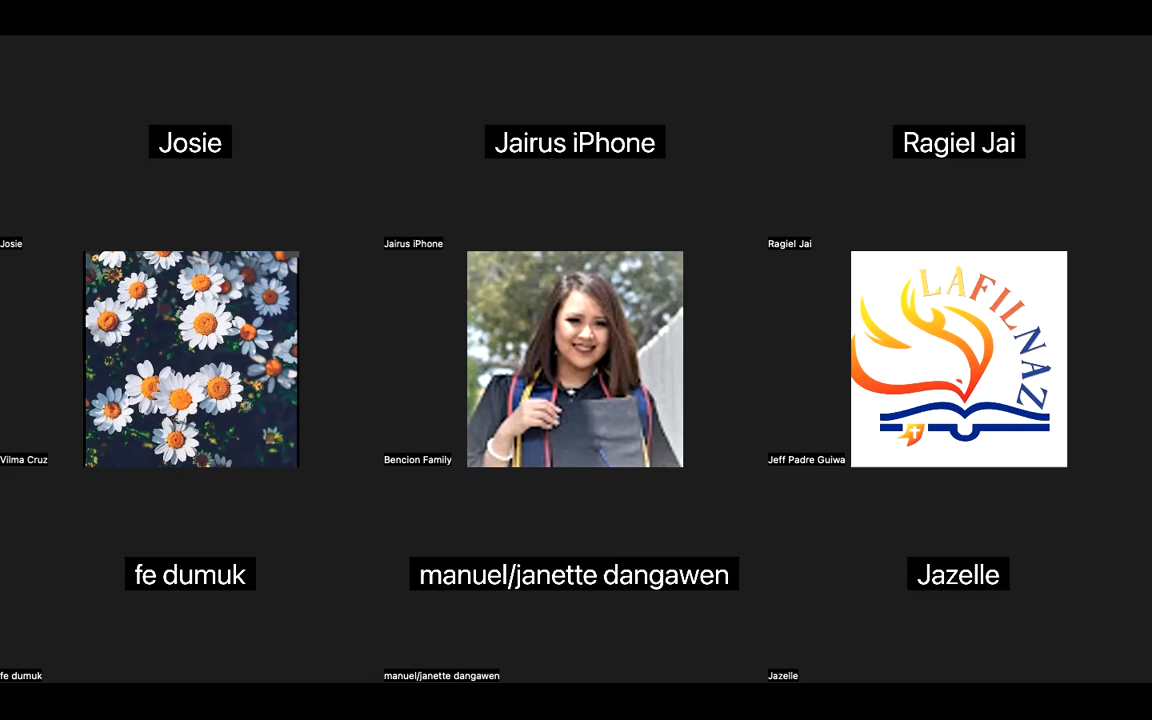 Josie
Jairus iPhone
Ragiel Jai
Josie
Jairus iPhone
Ragiel Jai
LAFILNAZ
Vilma Cruz
Bencion Family
Jeff Padre Guiwa
fe dumuk
manuel/janette dangawen
Jazelle
fe dumuk
manuel/janette dangawen
Jazelle